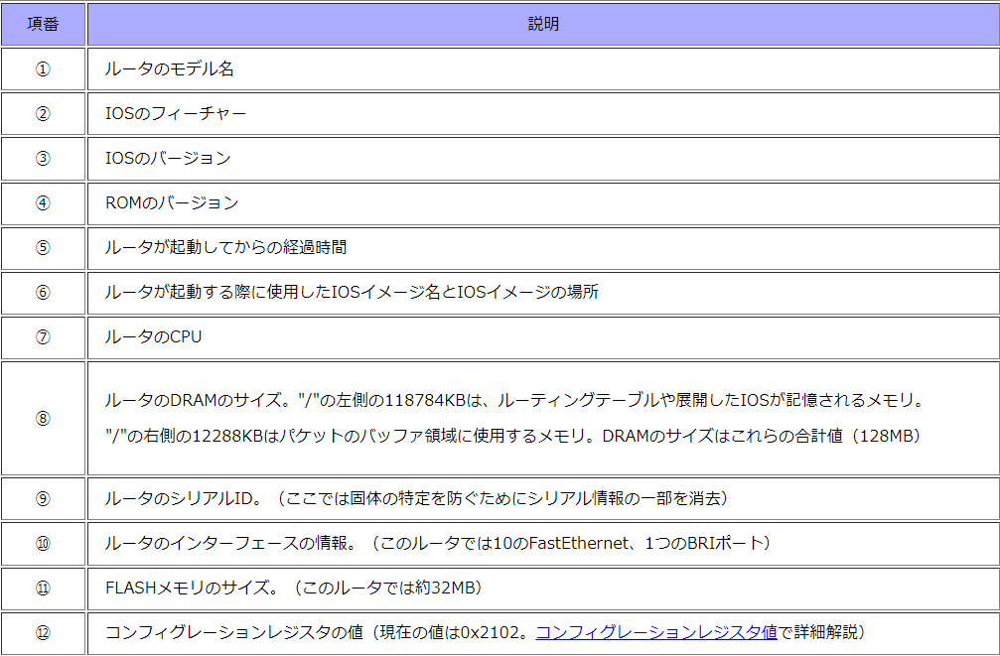 項番 説明
① ルータのモデル名
② IOSのフィーチャー
③ IOSのバージョン
④ ROMのバージョン
⑤ ルータが起動してからの経過時間
⑥ ルータが起動する際に使用したIOSイメージ名とIOSイメージの場所
⑦ ルータのCPU
⑧ ルータのDRAMのサイズ。"/"の左側の118784KBは、ルーティングテーブルや展開したIOSが記憶されるメモリ。
"/"の右側の12288KBはパケットのバッファ領域に使用するメモリ。DRAMのサイズはこれらの合計値（128MB）
⑨ ルータのシリアルID。（ここでは固体の特定を防ぐためにシリアル情報の一部を消去）
⑩ ルータのインターフェースの情報。（このルータでは10のFastEthernet、1つのBRIポート）
⑪ FLASHメモリのサイズ。（このルータでは約32MB）
⑫ コンフィグレーションレジスタの値（現在の値は0x2102。コンフィグレーションレジスタ値で詳細解説）